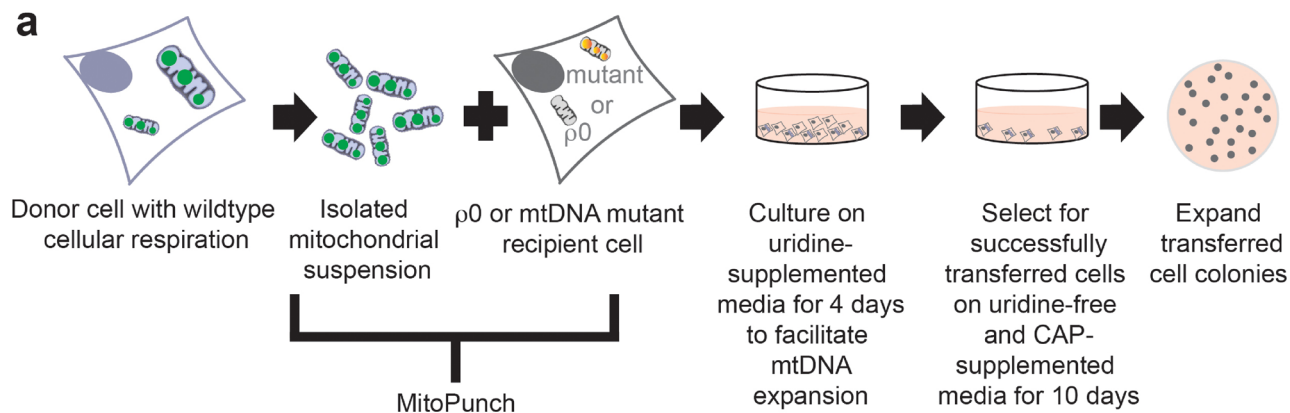 a
mutant
or
ρ0
Donor cell with wildtype
cellular respiration
Isolated
mitochondrial
suspension
ρ0 or mtDNA mutant
recipient cell
Culture on
uridine-
supplemented
media for 4 days
to facilitate
mtDNA
expansion
Select for
successfully
transferred cells
on uridine-free
and CAP-
supplemented
media for 10 days
Expand
transferred
cell colonies
MitoPunch